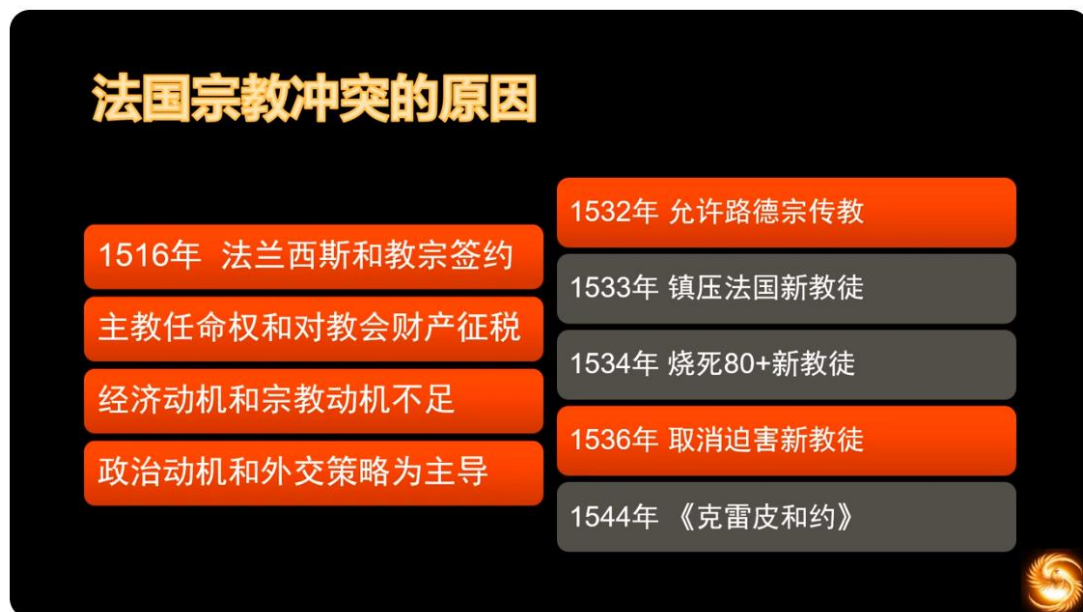 法国宗教冲突的原因
1516年 法兰西斯和教宗签约
主教任命权和对教会财产征税
经济动机和宗教动机不足
政治动机和外交策略为主导
1532年 允许路德宗传教
1533年 镇压法国新教徒
1534年 烧死80+新教徒
1536年 取消迫害新教徒
1544年 《克雷皮和约》